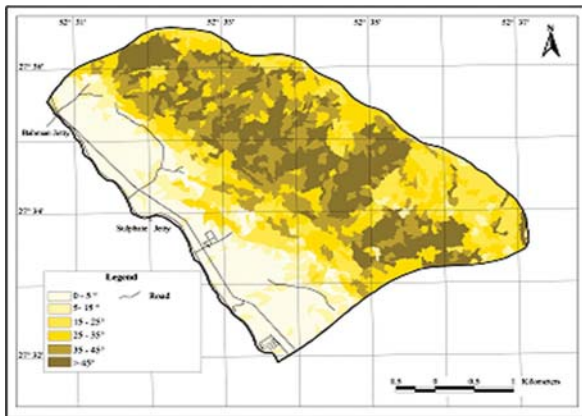 52° 31' 52° 33' 52° 35' 52° 37'
N
27° 36'
Bahman Jetty
27° 34'
Sulphate Jetty
Legend
0 - 5 °
Road
5- 15 °
15 - 25°
25 - 35°
35 - 45°
> 45°
27° 32'
Kilometers
0.5 0 0.5 1